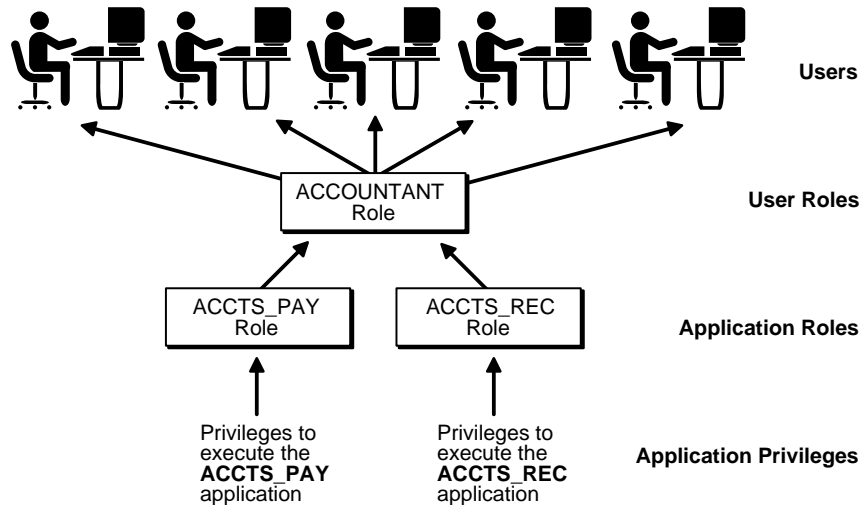 Users
ACCOUNTANT
Role
User Roles
ACCTS_PAY
Role
ACCTS_REC
Role
Application Roles
Privileges to
execute the
ACCTS_PAY
application
Privileges to
execute the
ACCTS_REC
application
Application Privileges